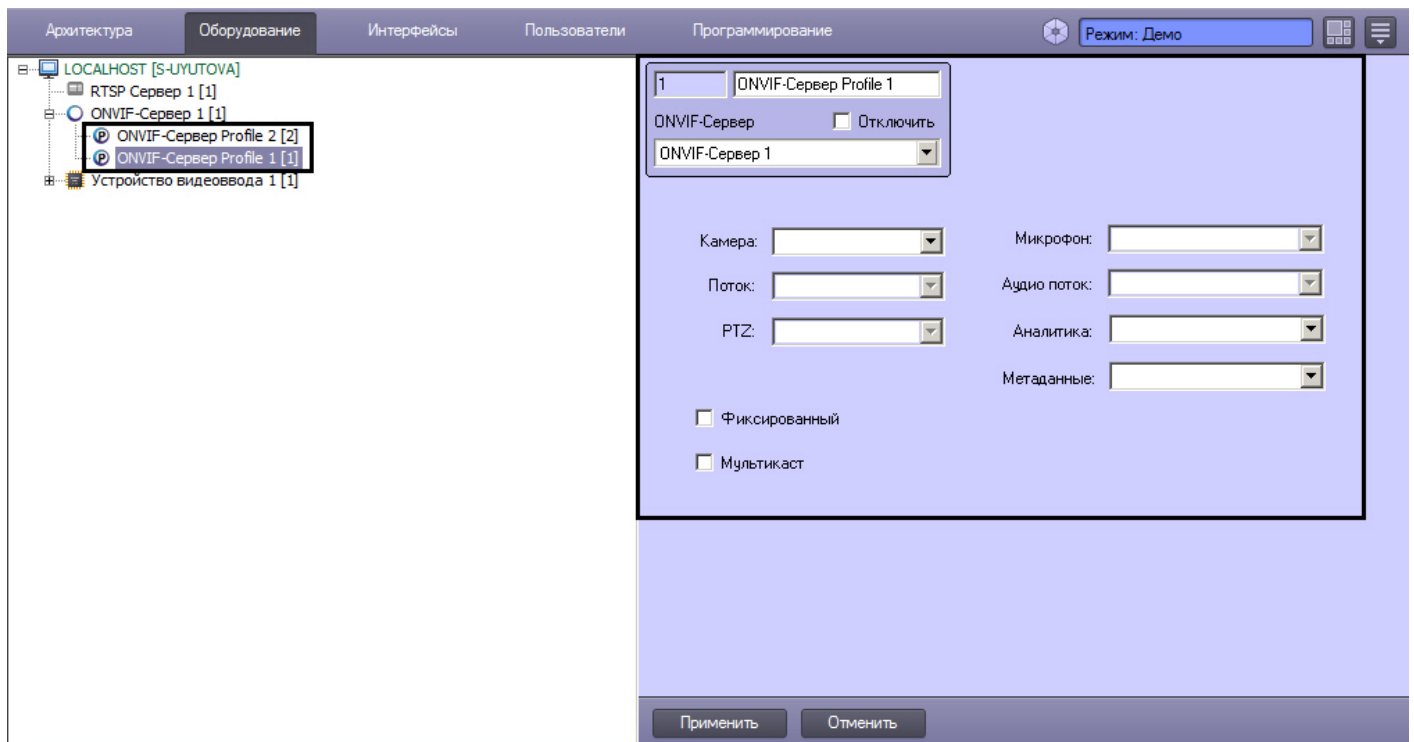 Архитектура Оборудование Интерфейсы Пользователи Программирование Режим: Демо
LOCALHOST [S-UYUTOVA]
RTSP Сервер 1 [1]
ONVIF-Сервер 1 [1]
ONVIF-Сервер Profile 2 [2]
ONVIF-Сервер Profile 1 [1]
Устройство видеоввода 1 [1]
1 ONVIF-Сервер Profile 1
ONVIF-Сервер Отключить
ONVIF-Сервер 1
Камера: Микрофон:
Поток: Аудио поток:
PTZ: Аналитика:
Метаданные:
Фиксированный
Мультикаст
Применить Отменить